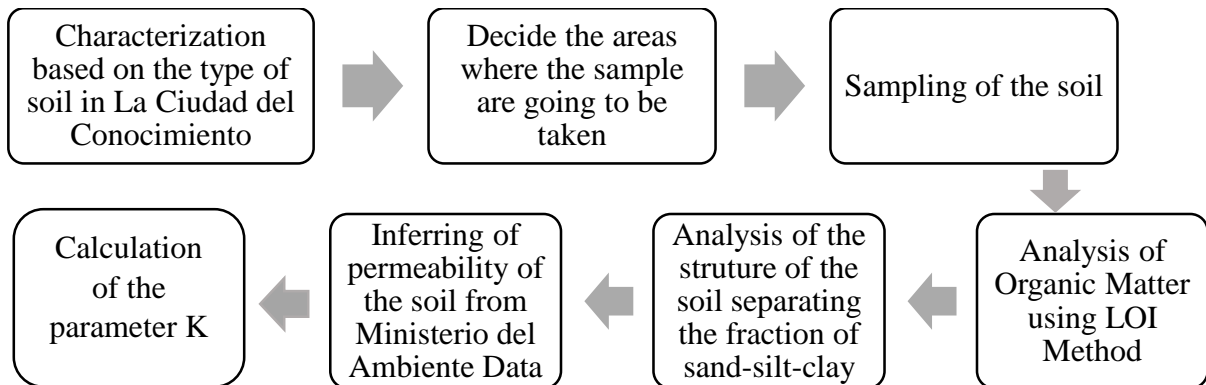 Characterization
based on the type of
soil in La Ciudad del
Conocimiento
Decide the areas
where the sample
are going to be
taken
Sampling of the soil
Analysis of
Organic Matter
using LOI
Method
Analysis of the
struture of the
soil separating
the fraction of
sand-silt-clay
Inferring of
permeability of
the soil from
Ministerio del
Ambiente Data
Calculation
of the
parameter K